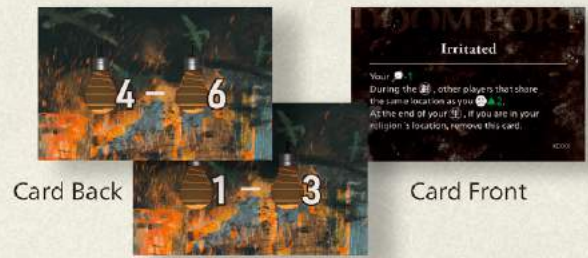 DOOM PORT
4 – 6
Irritated
Your -1
During the , other players that share
the same location as you 2.
At the end of your , if you are in your
religion's location, remove this card.
1 – 3
Card Back
Card Front